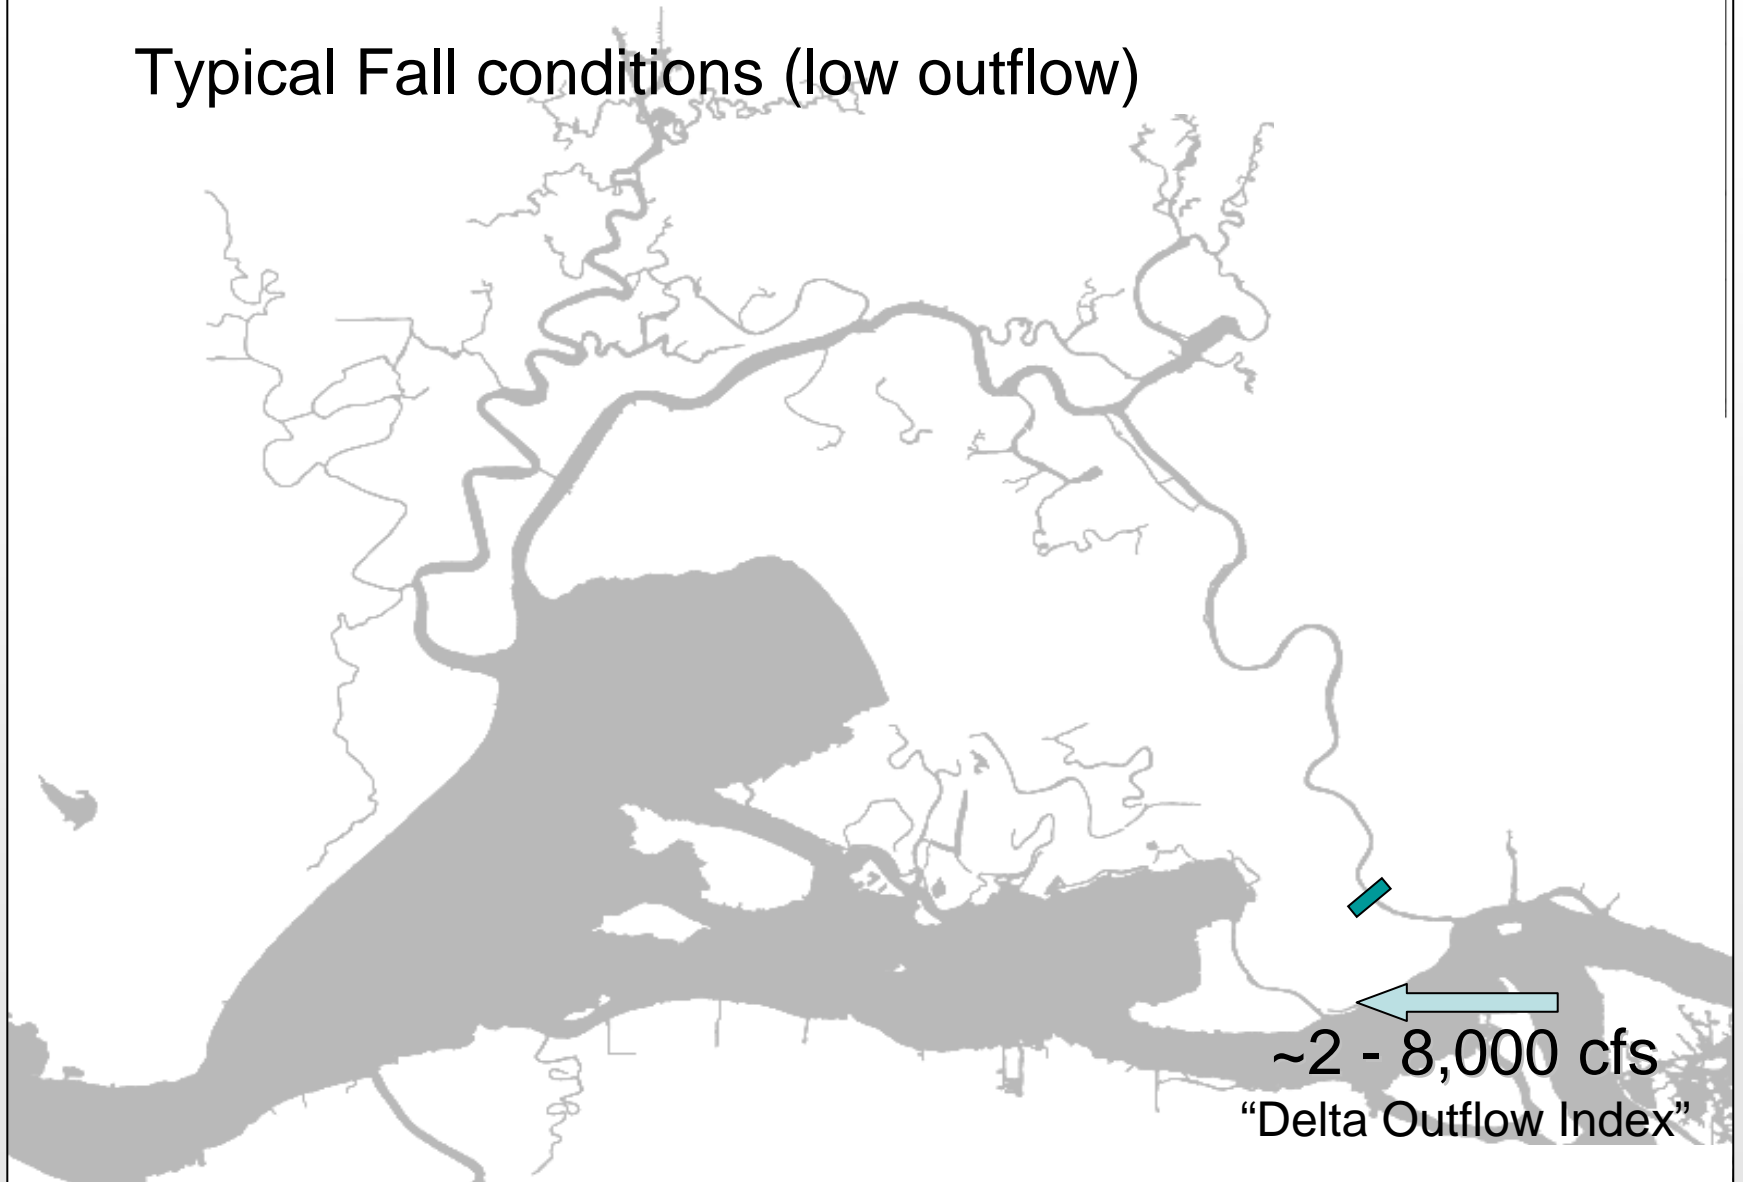 Typical Fall conditions (low outflow)
~2 - 8,000 cfs
“Delta Outflow Index”